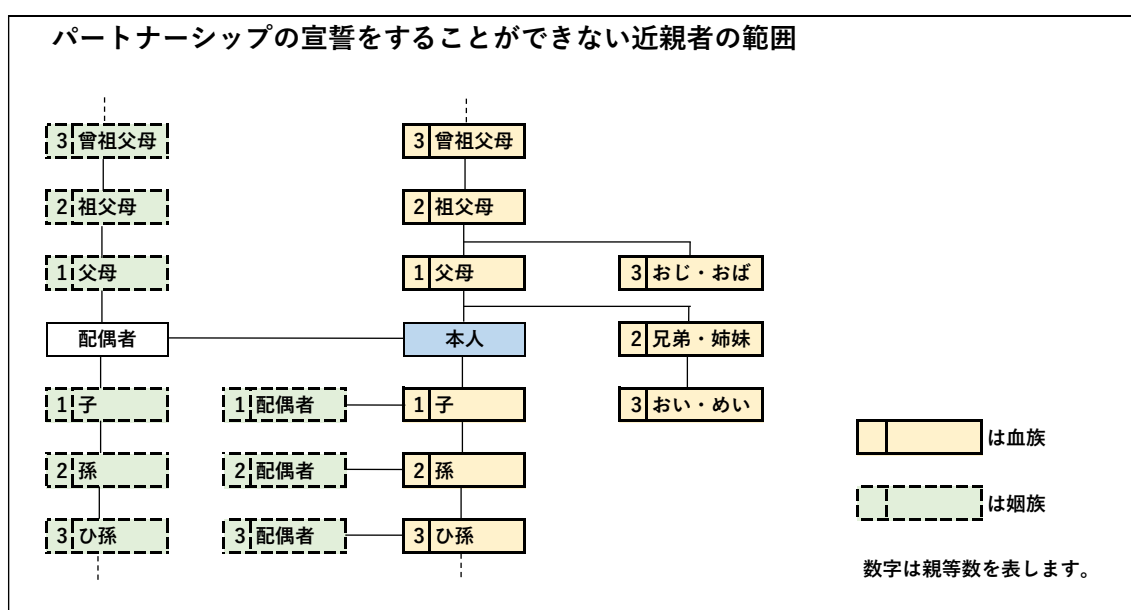 パートナーシップの宣誓をすることができない近親者の範囲
3 曾祖父母
3 曾祖父母
2 祖父母
2 祖父母
1 父母
1 父母
3 おじ・おば
配偶者
本人
2 兄弟・姉妹
1 子
1 配偶者
1 子
3 おい・めい
2 孫
2 配偶者
2 孫
3 ひ孫
3 配偶者
3 ひ孫
は血族
は姻族
数字は親等数を表します。